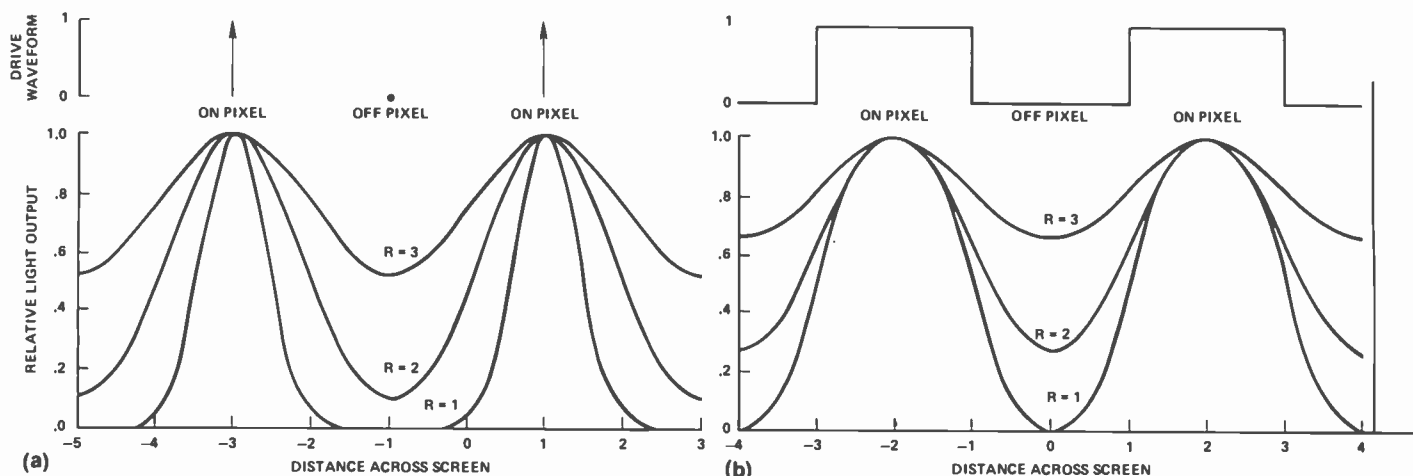 DRIVE WAVEFORM
1
0
ON PIXEL
OFF PIXEL
ON PIXEL
RELATIVE LIGHT OUTPUT
1.0
.8
.6
.4
.2
.0
R = 3
R = 2
R = 1
-5
-4
-3
-2
-1
0
1
2
3
DISTANCE ACROSS SCREEN
(a)
1
0
ON PIXEL
OFF PIXEL
ON PIXEL
1.0
.8
.6
.4
.2
0
R = 3
R = 2
R = 1
-4
-3
-2
-1
0
1
2
3
4
DISTANCE ACROSS SCREEN
(b)